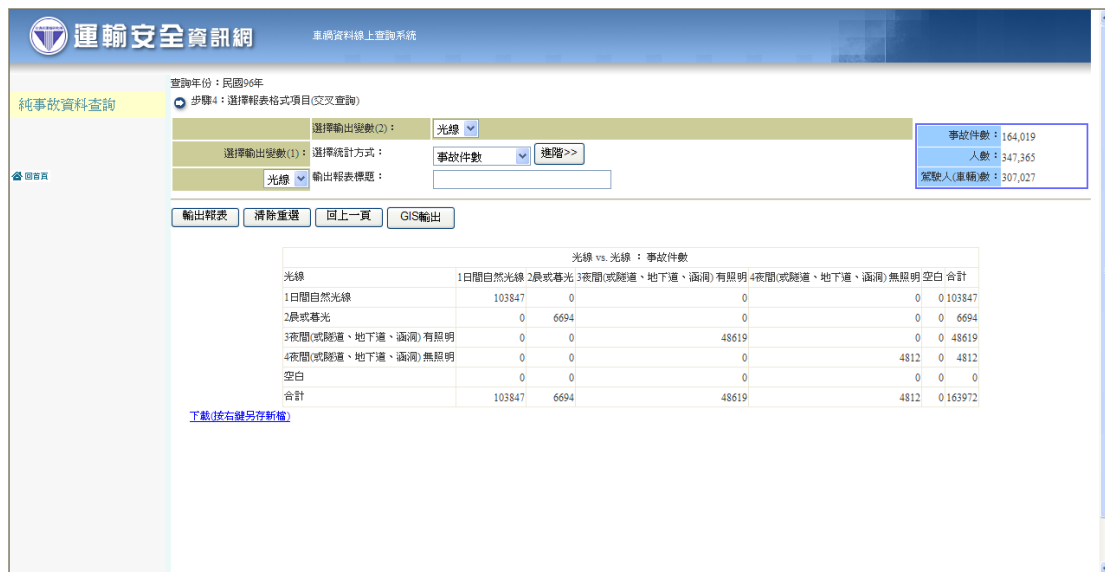 運輸安全資訊網 車禍資料線上查詢系統
查詢年份：民國96年
純事故資料查詢
步驟4：選擇報表格式項目(交叉查詢)
選擇輸出變數(2)： 光線
事故件數：164,019
選擇輸出變數(1)： 選擇統計方式： 事故件數 進階>>
人數：347,365
回首頁
光線 輸出報表標題：
駕駛人(車輛)數：307,027
輸出報表 清除重選 回上一頁 GIS輸出
光線 vs. 光線 ： 事故件數
光線 1日間自然光線 2晨或暮光 3夜間(或隧道、地下道、涵洞)有照明 4夜間(或隧道、地下道、涵洞)無照明 空白 合計
1日間自然光線 103847 0 0 0 0 103847
2晨或暮光 0 6694 0 0 0 6694
3夜間(或隧道、地下道、涵洞)有照明 0 0 48619 0 0 48619
4夜間(或隧道、地下道、涵洞)無照明 0 0 0 4812 0 4812
空白 0 0 0 0 0 0
合計 103847 6694 48619 4812 0 163972
下載(按右鍵另存新檔)